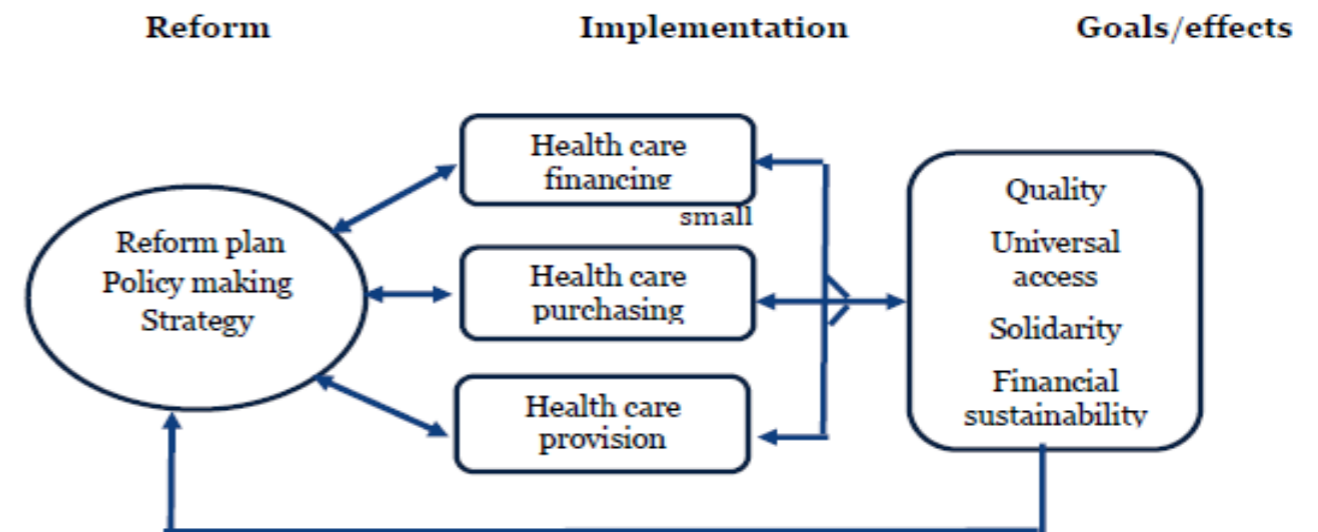 Reform Implementation Goals/effects
Reform plan
Policy making
Strategy
Health care
financing
small
Health care
purchasing
Health care
provision
Quality
Universal
access
Solidarity
Financial
sustainability